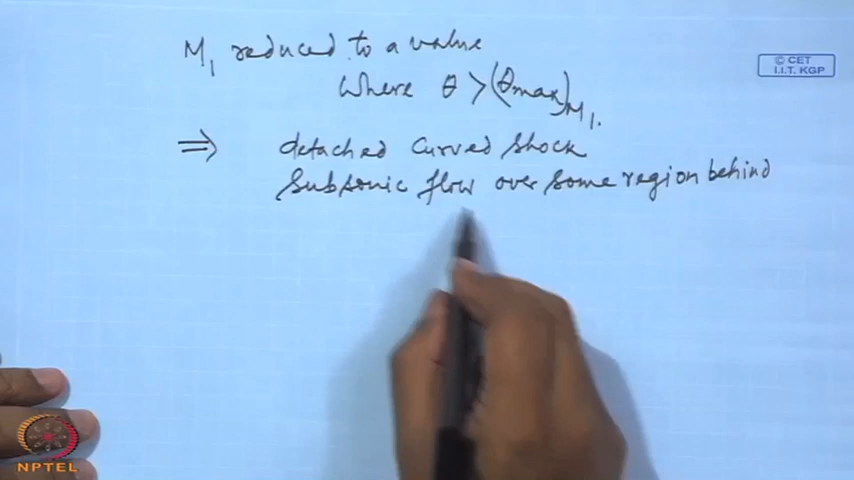 M₁ reduced to a value
where θ > (θmax)M₁.
⇒ detached curved shock
subsonic flow over some region behind
© CET
I.I.T. KGP
NPTEL